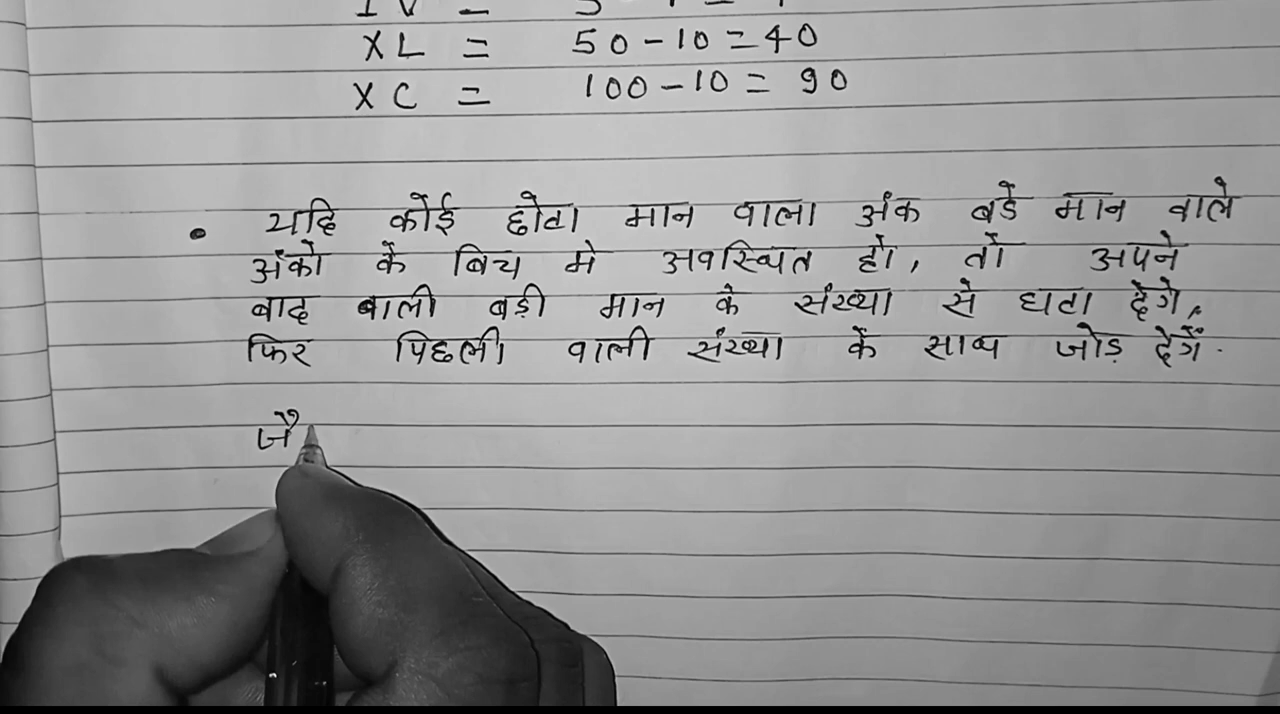 XL = 50-10=40
XC = 100-10= 90
• यदि कोई छोटा मान वाला अंक बडे मान वाले
अंको के बिच मे अवस्थित हो, तो अपने
बाद बाली बड़ी मान के संख्या से घटा देगे,
फिर पिछली वाली संख्या के साथ जोड़ देगें.
जै